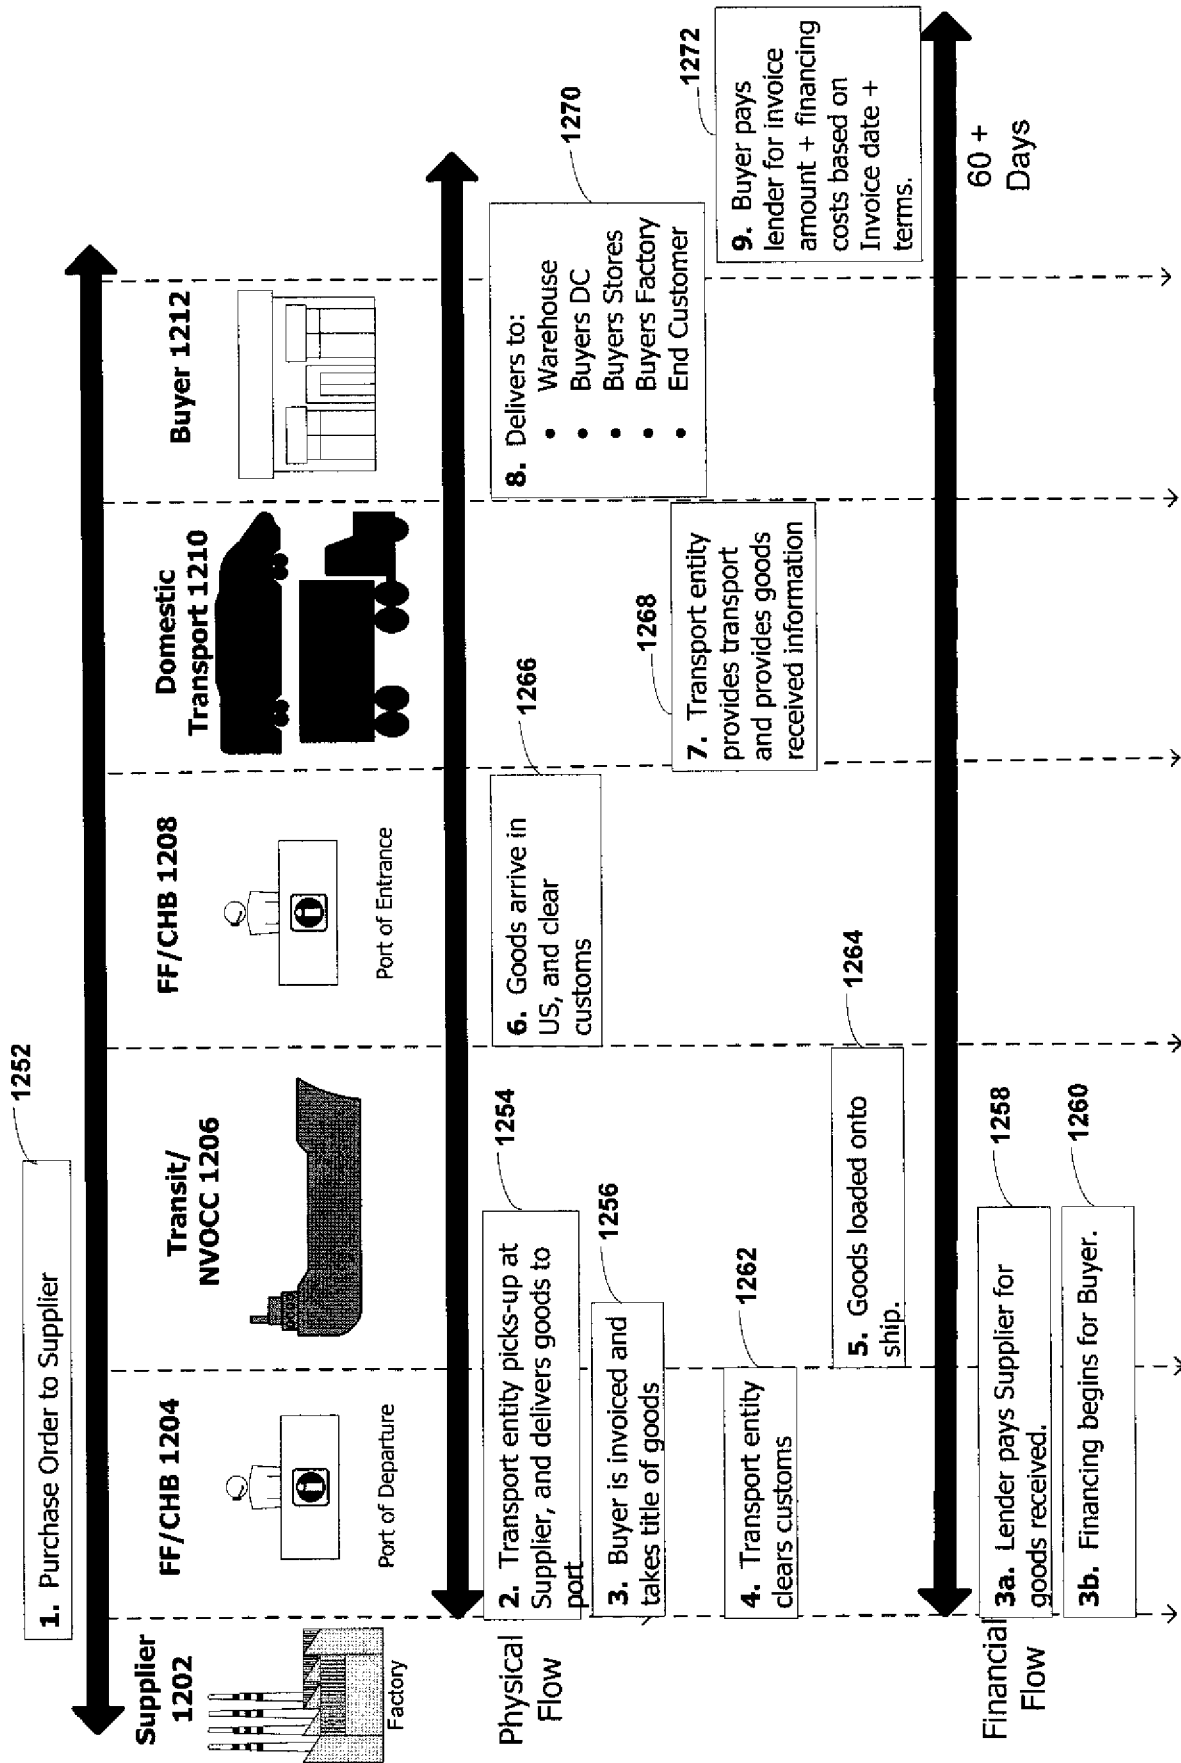 1252
1. Purchase Order to Supplier
Supplier
1202
Factory
FF/CHB 1204
Port of Departure
Transit/
NVOCC 1206
FF/CHB 1208
Port of Entrance
Domestic
Transport 1210
Buyer 1212
Physical
Flow
2. Transport entity picks-up at
Supplier, and delivers goods to
port
1254
3. Buyer is invoiced and
takes title of goods
1256
4. Transport entity
clears customs
1262
5. Goods loaded onto
ship.
1264
6. Goods arrive in
US, and clear
customs
1266
7. Transport entity
provides transport
and provides goods
received information
1268
8. Delivers to:
• Warehouse
• Buyers DC
• Buyers Stores
• Buyers Factory
• End Customer
1270
9. Buyer pays
lender for invoice
amount + financing
costs based on
Invoice date +
terms.
1272
Financial
Flow
3a. Lender pays Supplier for
goods received.
1258
3b. Financing begins for Buyer.
1260
60 +
Days